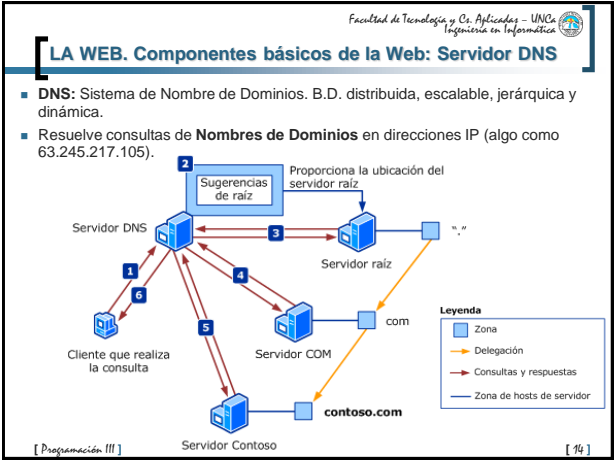 Facultad de Tecnología y Cs. Aplicadas – UNCa
Ingeniería en Informática
LA WEB. Componentes básicos de la Web: Servidor DNS
DNS: Sistema de Nombre de Dominios. B.D. distribuida, escalable, jerárquica y
dinámica.
Resuelve consultas de Nombres de Dominios en direcciones IP (algo como
63.245.217.105).
2
Sugerencias
de raíz
Proporciona la ubicación del
servidor raíz
Servidor DNS
3
"."
Servidor raíz
1
4
6
5
com
Cliente que realiza
la consulta
Servidor COM
contoso.com
Servidor Contoso
Leyenda
Zona
Delegación
Consultas y respuestas
Zona de hosts de servidor
[ Programación III ]
[ 14 ]